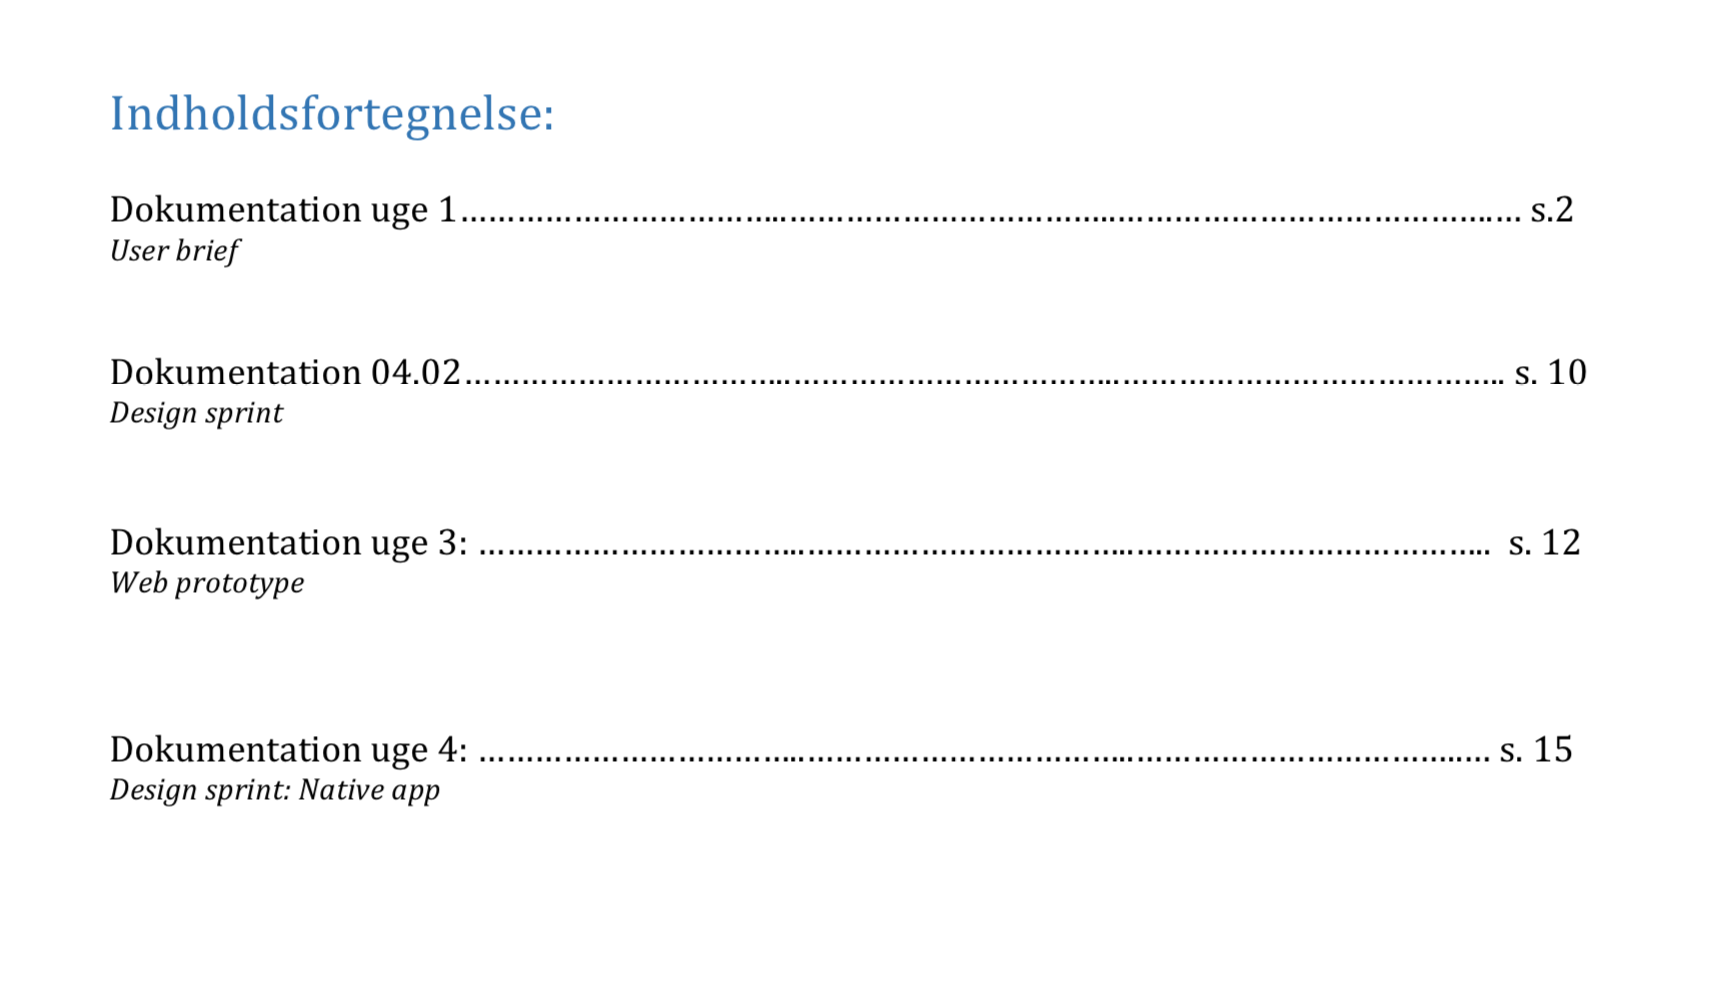 Indholdsfortegnelse:
Dokumentation uge 1……………………………..……………………………..…………………………………….… s.2
User brief
Dokumentation 04.02……………………………..……………………………..………………………………….. s. 10
Design sprint
Dokumentation uge 3: ……………………………..……………………………..……………………………….. s. 12
Web prototype
Dokumentation uge 4: ……………………………..……………………………..……………………………..…. s. 15
Design sprint: Native app